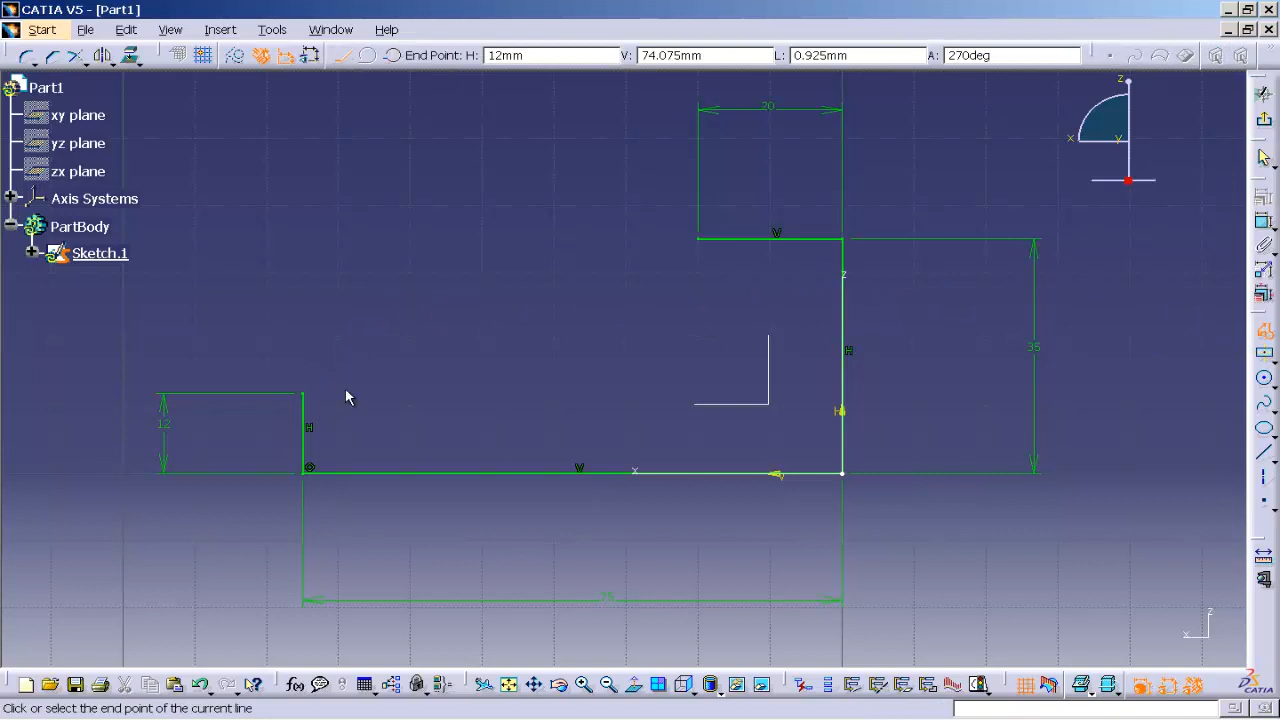 CATIA V5 - [Part1]
Start File Edit View Insert Tools Window Help
End Point: H: 12mm V: 74.075mm L: 0.925mm A: 270deg
Part1
xy plane
yz plane
zx plane
Axis Systems
PartBody
Sketch.1
z
x y
20
V
z
H
35
H
12
H
V
x
y
75
z
x
f(x)
CATIA
Click or select the end point of the current line